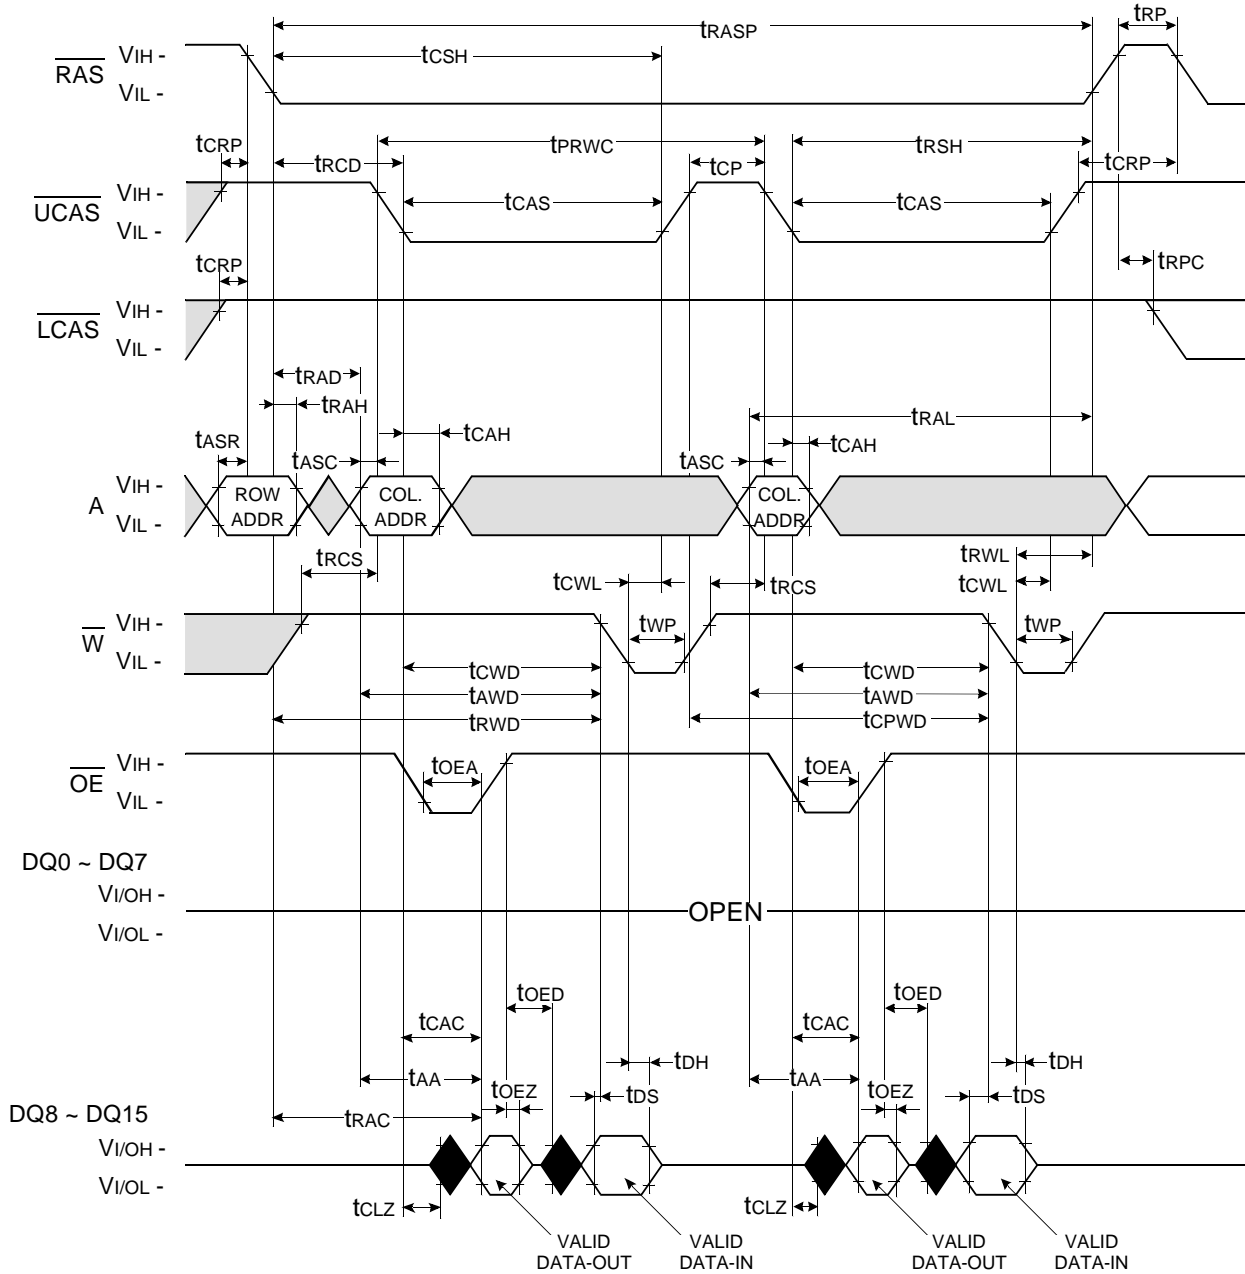 tRASP
tRP
tCSH
RAS
VIH -
VIL -
tCRP
tRCD
tPRWC
tCP
tRSH
tCRP
UCAS
VIH -
VIL -
tCAS
tCAS
tCRP
tRPC
LCAS
VIH -
VIL -
tRAD
tRAH
tASR
tASC
tCAH
tRAL
tASC
tCAH
A
VIH -
VIL -
ROW
ADDR
COL.
ADDR
COL.
ADDR
tRCS
tCWL
tRCS
tRWL
tCWL
W
VIH -
VIL -
tWP
tWP
tCWD
tCWD
tAWD
tAWD
tRWD
tCPWD
OE
VIH -
VIL -
tOEA
tOEA
DQ0 ~ DQ7
VI/OH -
OPEN
VI/OL -
tOED
tOED
tCAC
tCAC
tAA
tDH
tAA
tDH
tOEZ
tDS
tOEZ
tDS
tRAC
DQ8 ~ DQ15
VI/OH -
VI/OL -
tCLZ
tCLZ
VALID
DATA-OUT
VALID
DATA-IN
VALID
DATA-OUT
VALID
DATA-IN